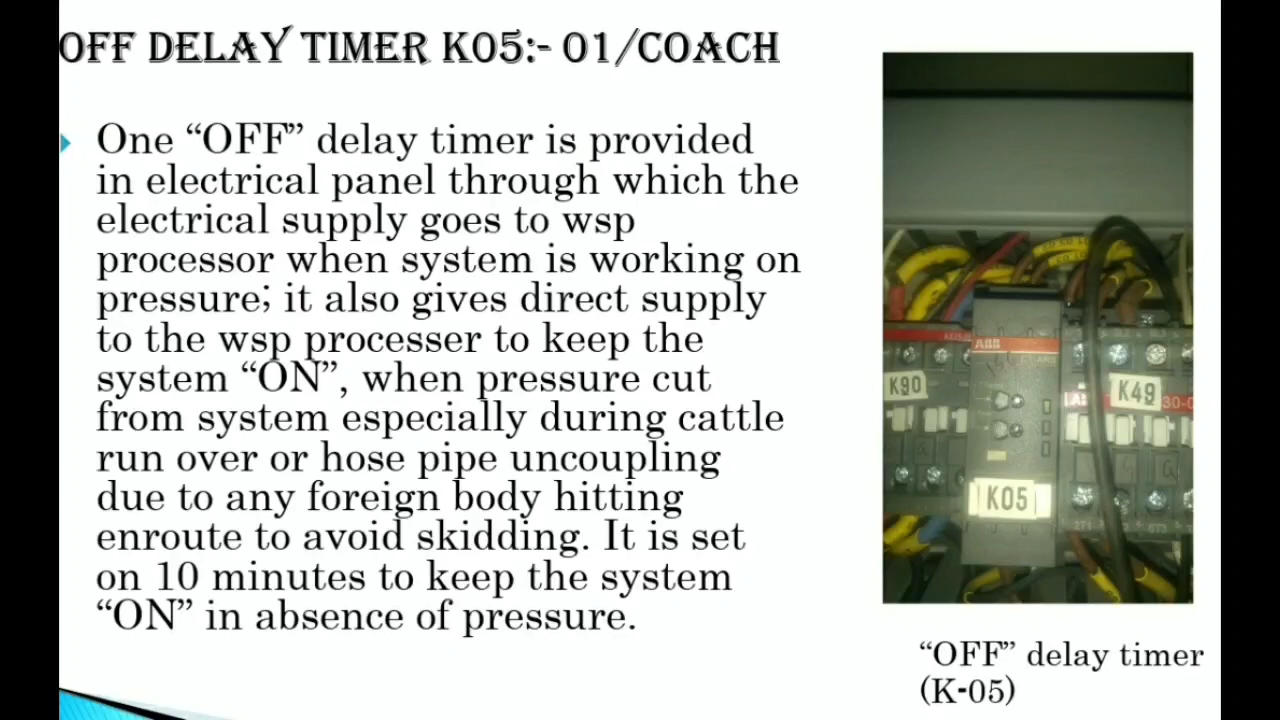 OFF DELAY TIMER K05:- 01/COACH
One “OFF” delay timer is provided
in electrical panel through which the
electrical supply goes to wsp
processor when system is working on
pressure; it also gives direct supply
to the wsp processer to keep the
system “ON”, when pressure cut
from system especially during cattle
run over or hose pipe uncoupling
due to any foreign body hitting
enroute to avoid skidding. It is set
on 10 minutes to keep the system
“ON” in absence of pressure.
ABB
K90
K49
30-0
K05
“OFF” delay timer
(K-05)